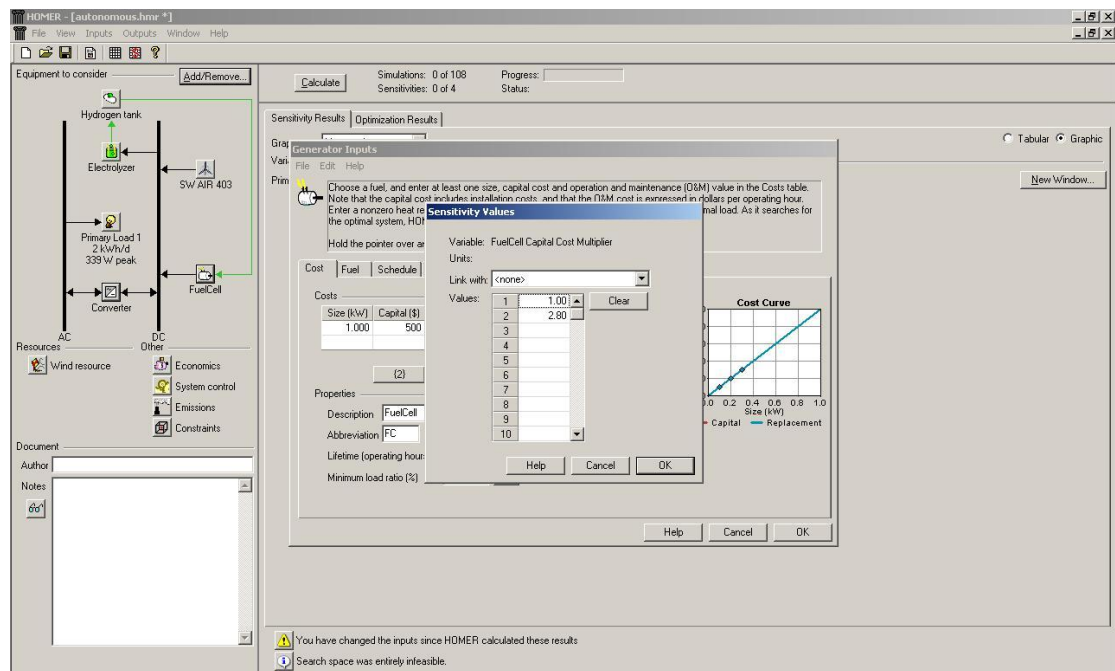 HOMER - [autonomous.hmr *]
File View Inputs Outputs Window Help
Equipment to consider
Add/Remove...
Hydrogen tank
Electrolyzer
SW AIR 403
Primary Load 1
2 kWh/d
339 W peak
FuelCell
Converter
AC
DC
Resources
Other
Wind resource
Economics
System control
Emissions
Constraints
Document
Author
Notes
Calculate
Simulations: 0 of 108
Sensitivities: 0 of 4
Progress:
Status:
Sensitivity Results
Optimization Results
Tabular
Graphic
New Window...
Generator Inputs
File Edit Help
Choose a fuel, and enter at least one size, capital cost and operation and maintenance (O&M) value in the Costs table.
Note that the capital cost includes installation costs, and that the O&M cost is expressed in dollars per operating hour.
Enter a nonzero heat
mal load. As it searches for
the optimal system,
Hold the pointer over
Cost
Fuel
Schedule
Costs
Size (kW)
Capital ($)
1.000
500
{2}
Properties
Description
FuelCell
Abbreviation
FC
Lifetime (operating
Minimum load ratio (%)
Cost Curve
0.0 0.2 0.4 0.6 0.8 1.0
Size (kW)
Capital
Replacement
Help
Cancel
OK
Sensitivity Values
Variable: FuelCell Capital Cost Multiplier
Units:
Link with: <none>
Values:
1 1.00
2 2.80
3
4
5
6
7
8
9
10
Clear
Help
Cancel
OK
You have changed the inputs since HOMER calculated these results
Search space was entirely infeasible.